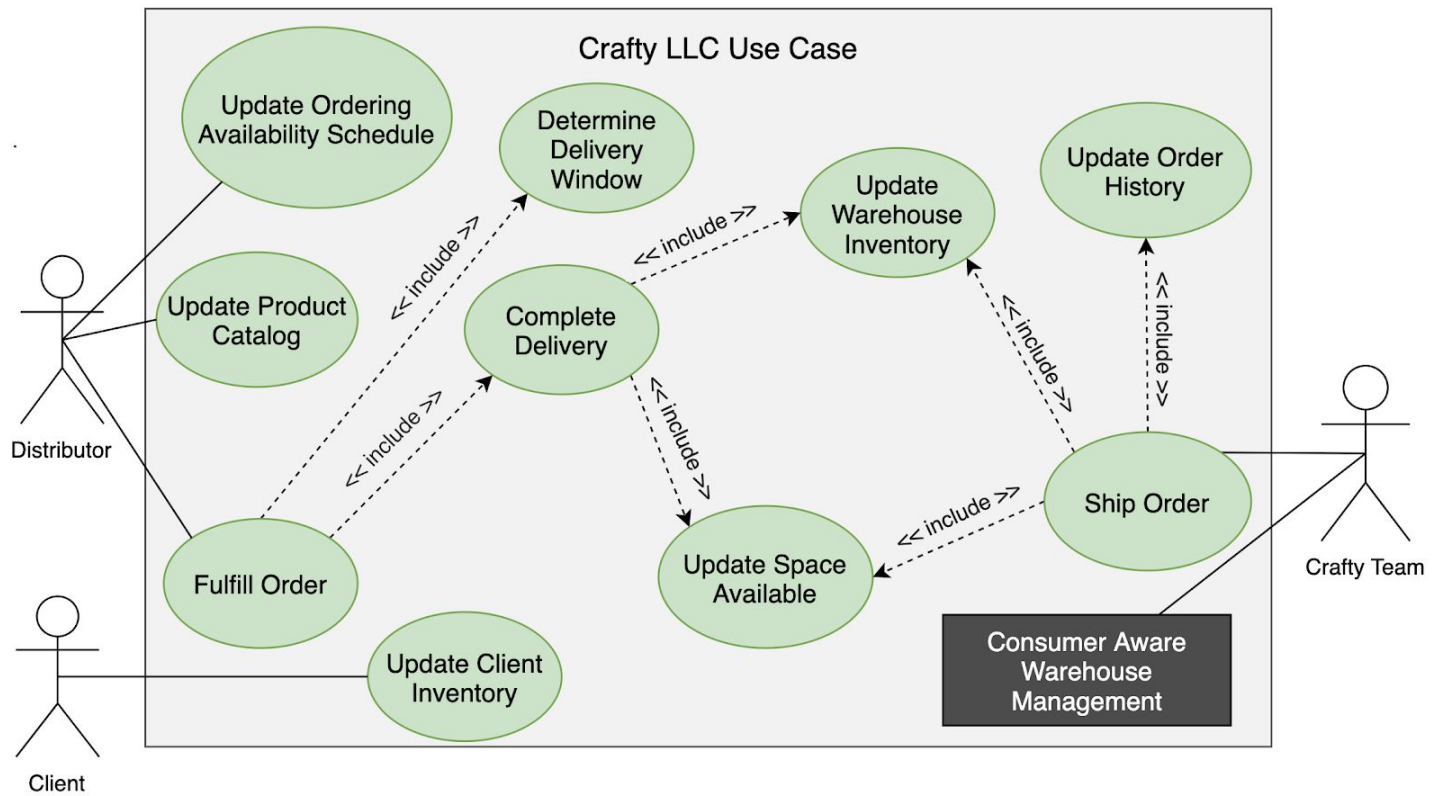 Crafty LLC Use Case
Update Ordering
Availability Schedule
Determine
Delivery
Window
Update
Warehouse
Inventory
Update Order
History
<< include >>
<< include >>
<< include >>
<< include >>
Update Product
Catalog
Complete
Delivery
<< include >>
<< include >>
Distributor
Ship Order
<< include >>
Fulfill Order
Update Space
Available
Crafty Team
Update Client
Inventory
Consumer Aware
Warehouse
Management
Client